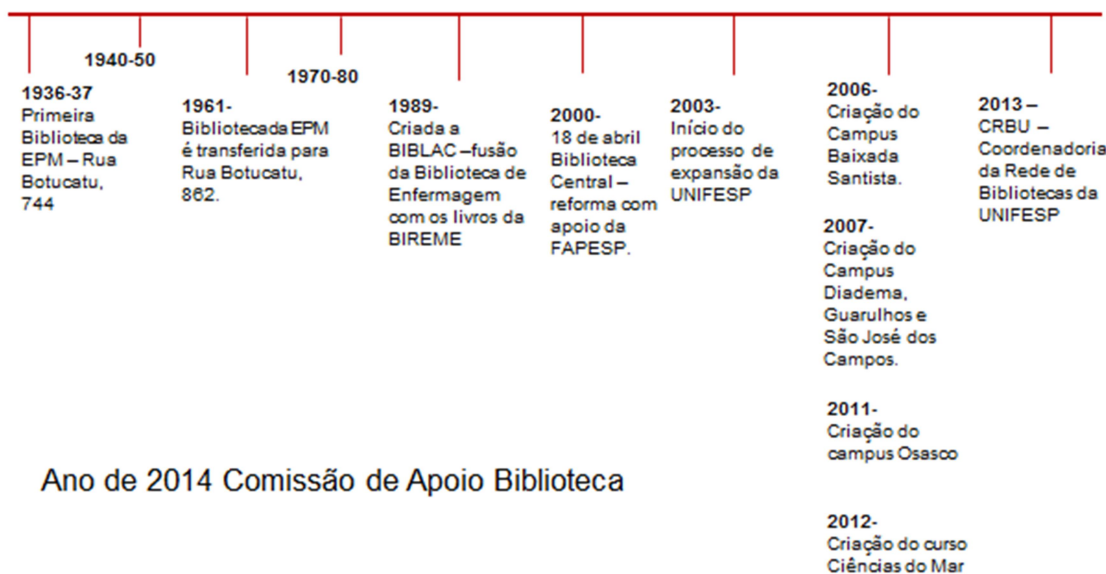 1936-37
Primeira
Biblioteca da
EPM – Rua
Botucatu,
744
1940-50
1961-
Bibliotecada EPM
é transferida para
Rua Botucatu,
862.
1970-80
1989-
Criada a
BIBLAC –fusão
da Biblioteca de
Enfermagem
com os livros da
BIREME
2000-
18 de abril
Biblioteca
Central –
reforma com
apoio da
FAPESP.
2003-
Início do
processo de
expansão da
UNIFESP
2006-
Criação do
Campus
Baixada
Santista.
2007-
Criação do
Campus
Diadema,
Guarulhos e
São José dos
Campos.
2011-
Criação do
campus Osasco
2012-
Criação do curso
Ciências do Mar
2013 –
CRBU –
Coordenadoria
da Rede de
Bibliotecas da
UNIFESP
Ano de 2014 Comissão de Apoio Biblioteca